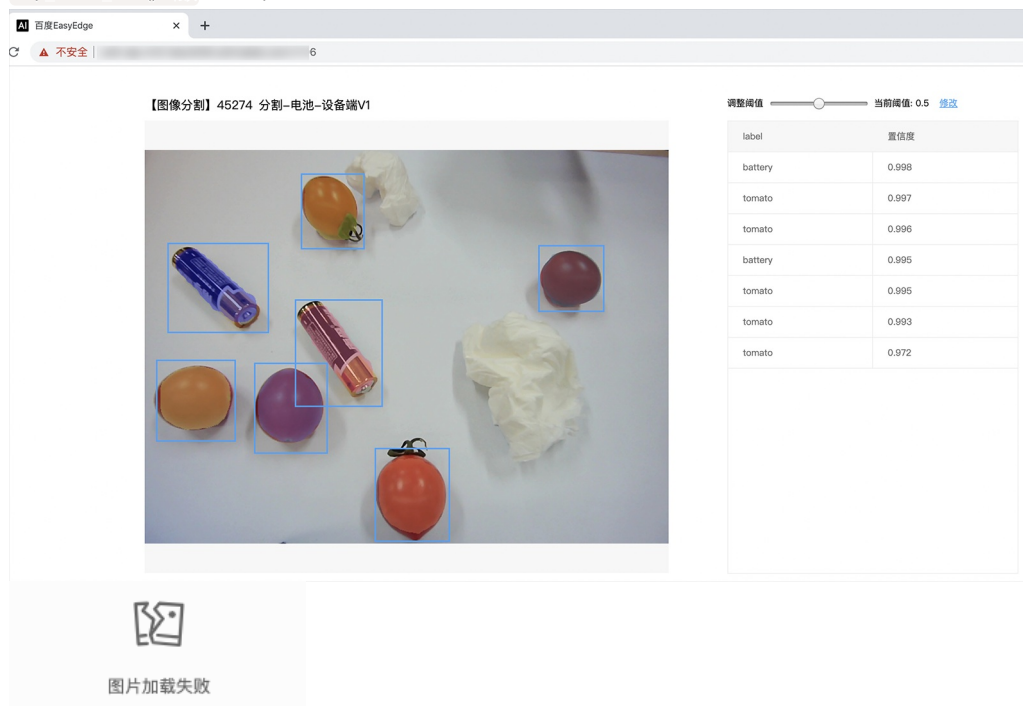 AI 百度EasyEdge
不安全
6
【图像分割】45274 分割-电池-设备端V1
调整阈值 当前阈值: 0.5 修改
label 置信度
battery 0.998
tomato 0.997
tomato 0.996
battery 0.995
tomato 0.995
tomato 0.993
tomato 0.972
图片加载失败